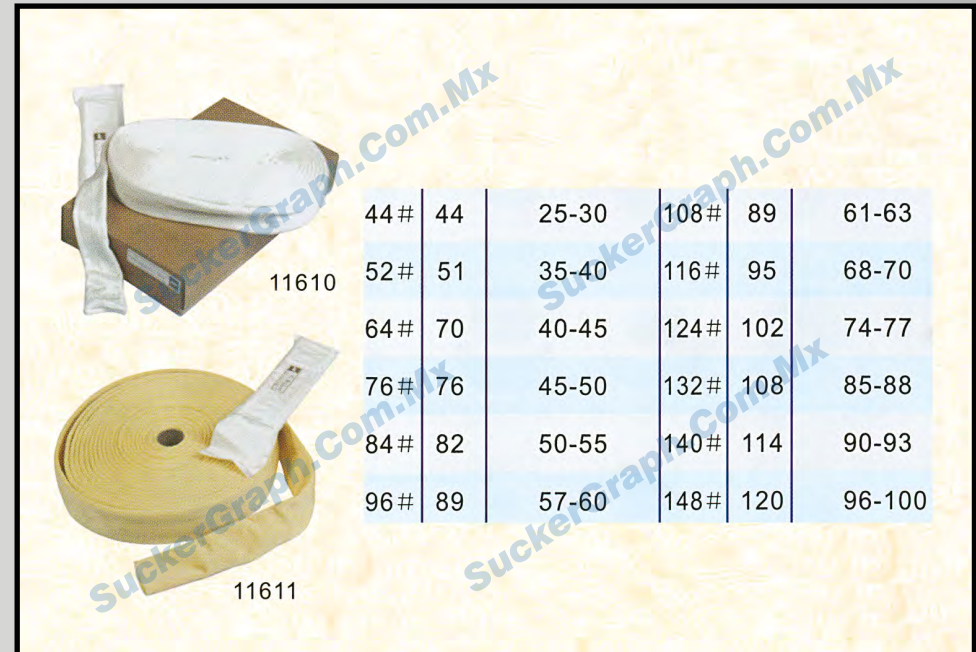 SuckerGraph.Com.Mx
SuckerGraph.Com.Mx
11610
44# 44 25-30 108# 89 61-63
52# 51 35-40 116# 95 68-70
64# 70 40-45 124# 102 74-77
76# 76 45-50 132# 108 85-88
84# 82 50-55 140# 114 90-93
96# 89 57-60 148# 120 96-100
SuckerGraph.Com.Mx
SuckerGraph.Com.Mx
11611